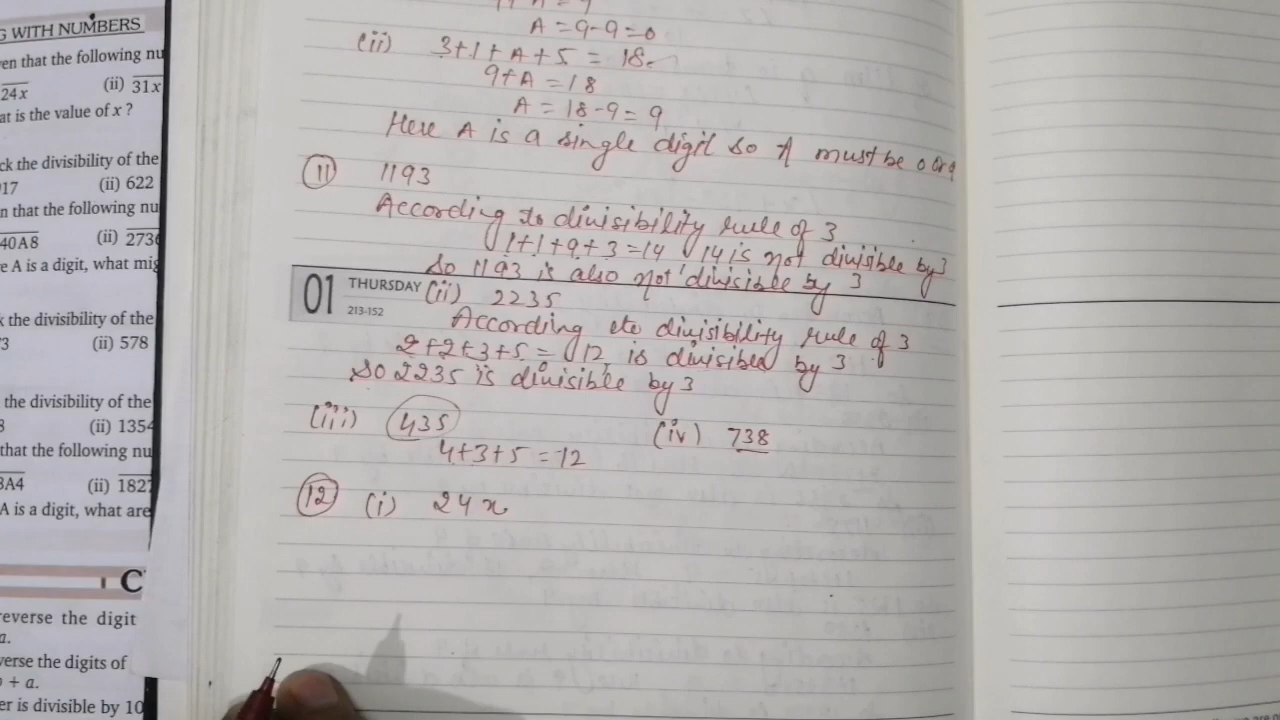 G WITH NUMBERS
en that the following nu
24x (ii) 31x
at is the value of x ?
ck the divisibility of the
17 (ii) 622
n that the following nu
40A8 (ii) 273
e A is a digit, what mig
k the divisibility of the
3 (ii) 578
the divisibility of the
(ii) 1354
that the following nu
3A4 (ii) 182
A is a digit, what are
C
reverse the digit
a.
verse the digits of
+ a.
er is divisible by 10
A = 9-9=0
(ii) 3+1+A+5 = 18
9+A = 18
A = 18-9 = 9
Here A is a single digit so A must be 0 or 9
(11) 1193
According to divisibility rule of 3
1+1+9+3=14 14 is not divisible by 3
So 1193 is also not divisible by 3
01 THURSDAY
213-152
(ii) 2235
According to divisibility rule of 3
2+2+3+5 = 12 is divisible by 3
So 2235 is divisible by 3
(iii) 435 (iv) 738
4+3+5 = 12
(12) (i) 24x